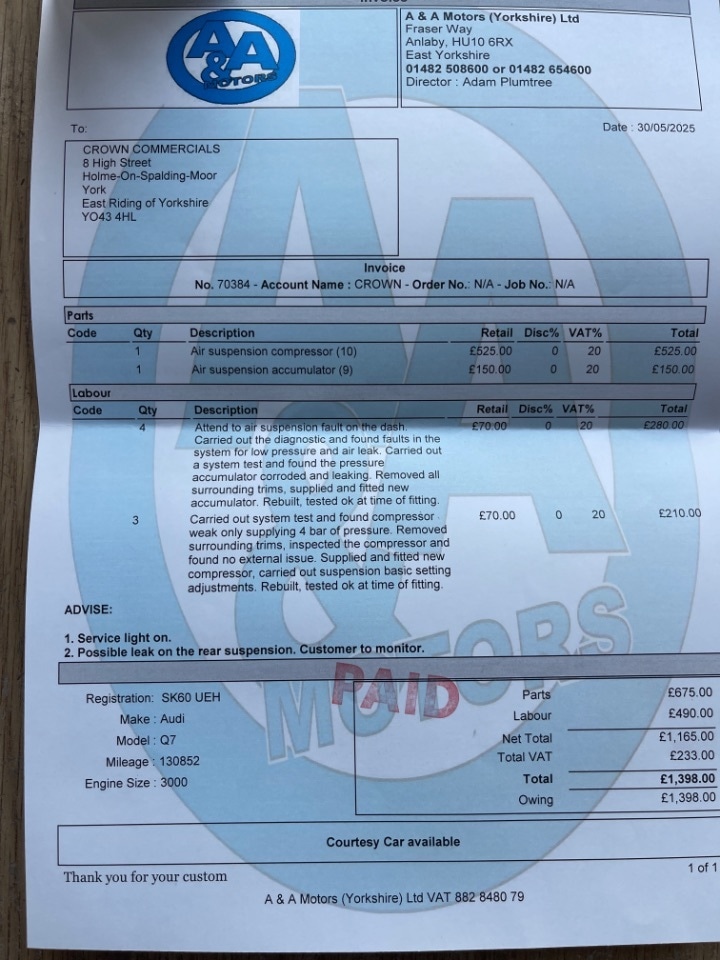 A & A Motors (Yorkshire) Ltd
Fraser Way
Anlaby, HU10 6RX
East Yorkshire
01482 508600 or 01482 654600
Director : Adam Plumtree
A&A
MOTORS
To:
Date : 30/05/2025
CROWN COMMERCIALS
8 High Street
Holme-On-Spalding-Moor
York
East Riding of Yorkshire
YO43 4HL
Invoice
No. 70384 - Account Name : CROWN - Order No.: N/A - Job No.: N/A
Parts
Code Qty Description Retail Disc% VAT% Total
1 Air suspension compressor (10) £525.00 0 20 £525.00
1 Air suspension accumulator (9) £150.00 0 20 £150.00
Labour
Code Qty Description Retail Disc% VAT% Total
4 Attend to air suspension fault on the dash. £70.00 0 20 £280.00
Carried out the diagnostic and found faults in the
system for low pressure and air leak. Carried out
a system test and found the pressure
accumulator corroded and leaking. Removed all
surrounding trims, supplied and fitted new
accumulator. Rebuilt, tested ok at time of fitting.
3 Carried out system test and found compressor £70.00 0 20 £210.00
weak only supplying 4 bar of pressure. Removed
surrounding trims, inspected the compressor and
found no external issue. Supplied and fitted new
compressor, carried out suspension basic setting
adjustments. Rebuilt, tested ok at time of fitting.
ADVISE:
1. Service light on.
2. Possible leak on the rear suspension. Customer to monitor.
PAID
Registration: SK60 UEH
Make : Audi
Model : Q7
Mileage : 130852
Engine Size : 3000
Parts £675.00
Labour £490.00
Net Total £1,165.00
Total VAT £233.00
Total £1,398.00
Owing £1,398.00
Courtesy Car available
Thank you for your custom
1 of 1
A & A Motors (Yorkshire) Ltd VAT 882 8480 79
A&A
MOTORS